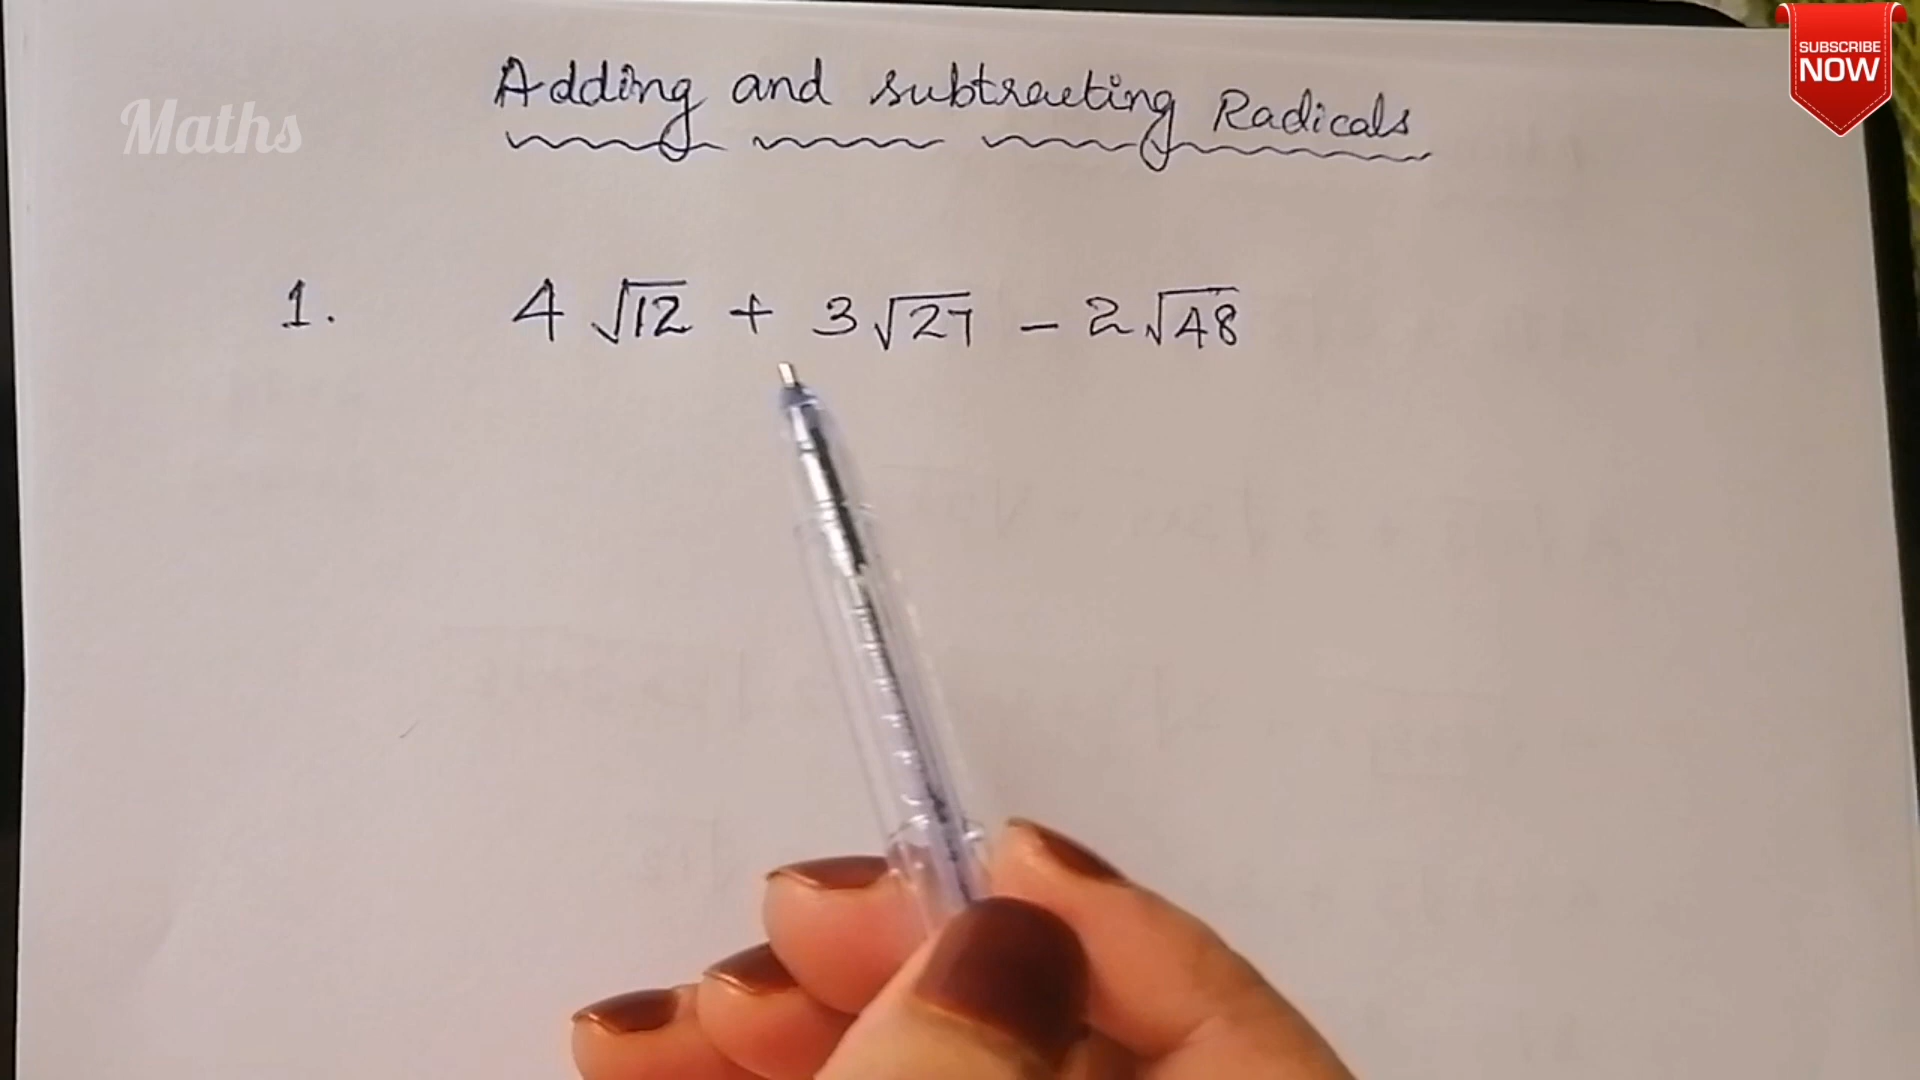 SUBSCRIBE
NOW
Maths
Adding and subtracting Radicals
1. 4 √12 + 3√27 - 2√48